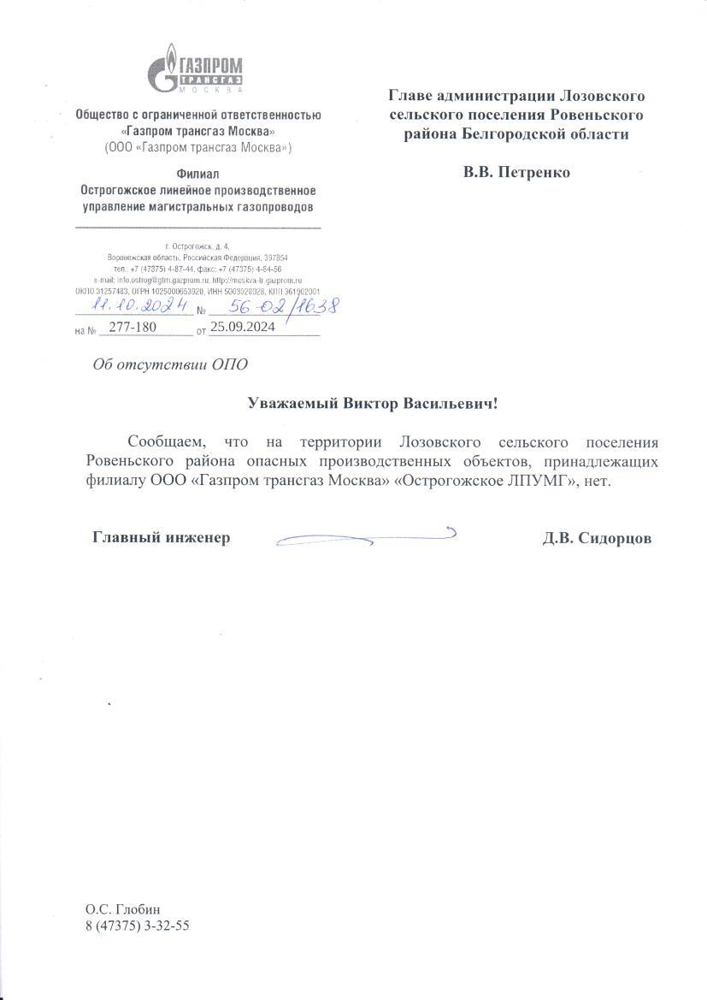 ГАЗПРОМ
ТРАНСГАЗ
МОСКВА
Общество с ограниченной ответственностью
«Газпром трансгаз Москва»
(ООО «Газпром трансгаз Москва»)
Филиал
Острогожское линейное производственное
управление магистральных газопроводов
г. Острогожск, д. 4,
Воронежская область, Российская Федерация, 397854
тел.: +7 (47375) 4-87-44, факс: +7 (47375) 4-84-56
e-mail: info.ostrog@gtm.gazprom.ru, http://moskva-tr.gazprom.ru
ОКПО 31257483, ОГРН 1025000653920, ИНН 5003028028, КПП 361902001
11.10.2024 № 56-02/1638
на № 277-180 от 25.09.2024
Главе администрации Лозовского
сельского поселения Ровеньского
района Белгородской области
В.В. Петренко
Об отсутствии ОПО
Уважаемый Виктор Васильевич!
Сообщаем, что на территории Лозовского сельского поселения
Ровеньского района опасных производственных объектов, принадлежащих
филиалу ООО «Газпром трансгаз Москва» «Острогожское ЛПУМГ», нет.
Главный инженер Д.В. Сидорцов
О.С. Глобин
8 (47375) 3-32-55